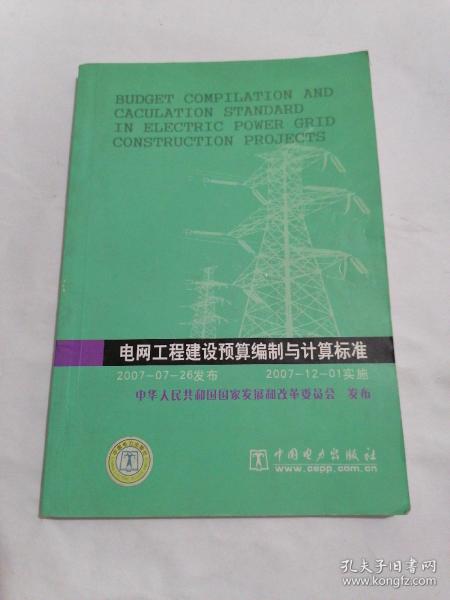 BUDGET COMPILATION AND
CACULATION STANDARD
IN ELECTRIC POWER GRID
CONSTRUCTION PROJECTS
电网工程建设预算编制与计算标准
2007-07-26发布 2007-12-01实施
中华人民共和国国家发展和改革委员会 发布
中国电力出版社
www.cepp.com.cn
孔夫子旧书网
www.kongfz.com